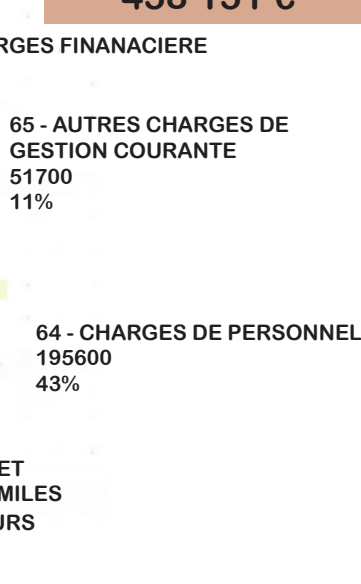 RGES FINANACIERE
65 - AUTRES CHARGES DE
GESTION COURANTE
51700
11%
64 - CHARGES DE PERSONNEL
195600
43%
ET
MILES
URS